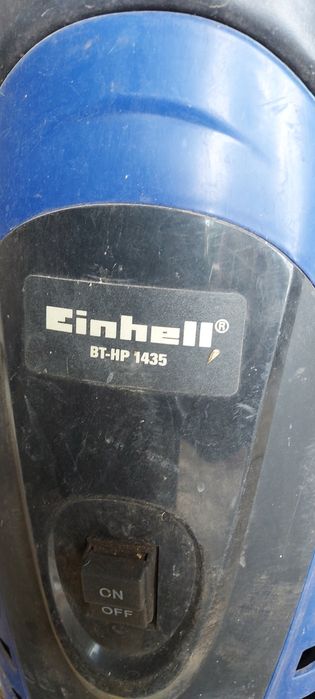 Einhell®
BT-HP 1435
ON
OFF